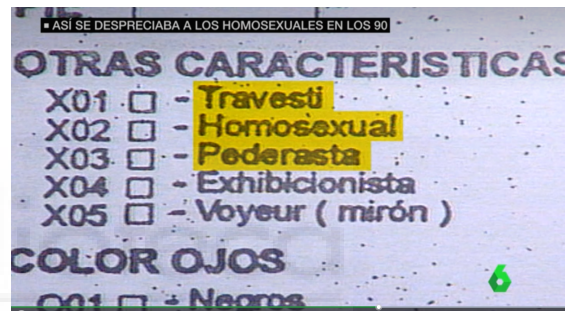 ▪ ASÍ SE DESPRECIABA A LOS HOMOSEXUALES EN LOS 90
OTRAS CARACTERISTICAS
X01 □ - Travesti
X02 □ - Homosexual
X03 □ - Pederasta
X04 □ - Exhibicionista
X05 □ - Voyeur ( mirón )
COLOR OJOS
001 □ - Negros
6